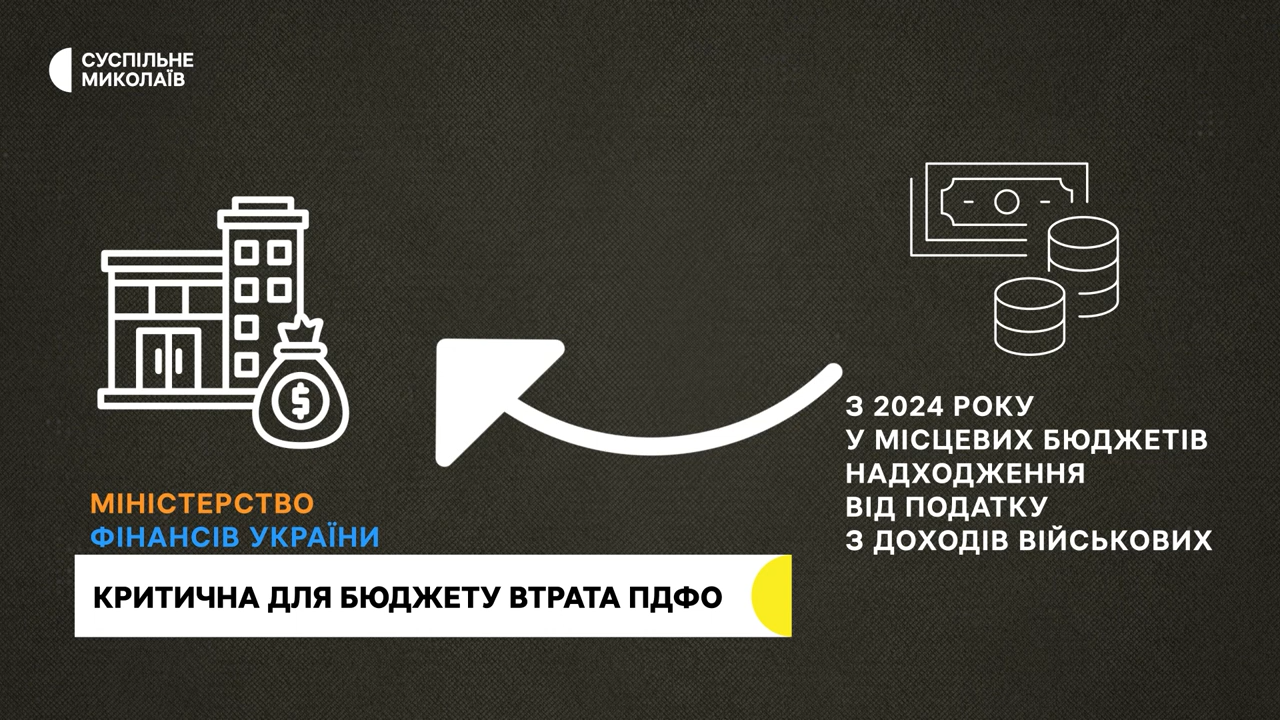 СУСПІЛЬНЕ
МИКОЛАЇВ
З 2024 РОКУ
У МІСЦЕВИХ БЮДЖЕТІВ
НАДХОДЖЕННЯ
ВІД ПОДАТКУ
З ДОХОДІВ ВІЙСЬКОВИХ
МІНІСТЕРСТВО
ФІНАНСІВ УКРАЇНИ
КРИТИЧНА ДЛЯ БЮДЖЕТУ ВТРАТА ПДФО